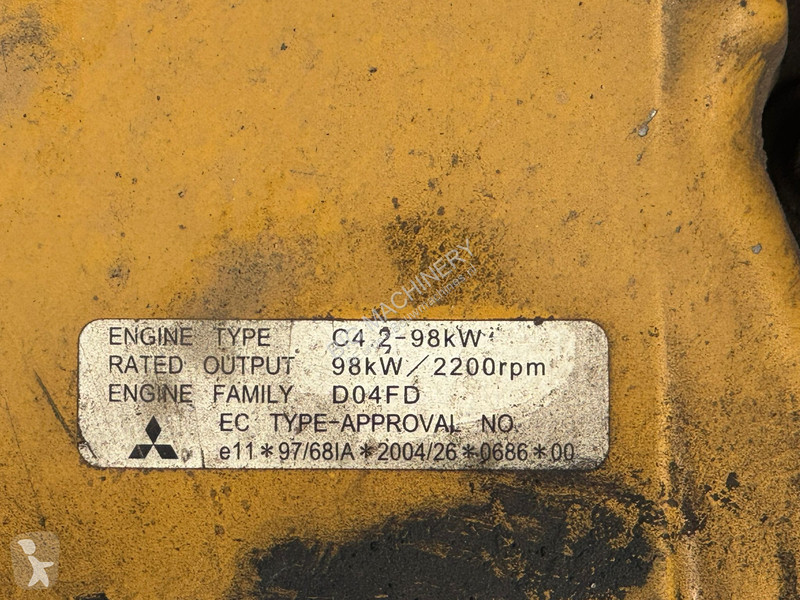 MACHINERY
ENGINE TYPE C4.2-98kW
RATED OUTPUT 98kW/2200rpm
ENGINE FAMILY D04FD
EC TYPE-APPROVAL NO.
e11*97/68IA*2004/26*0686*00